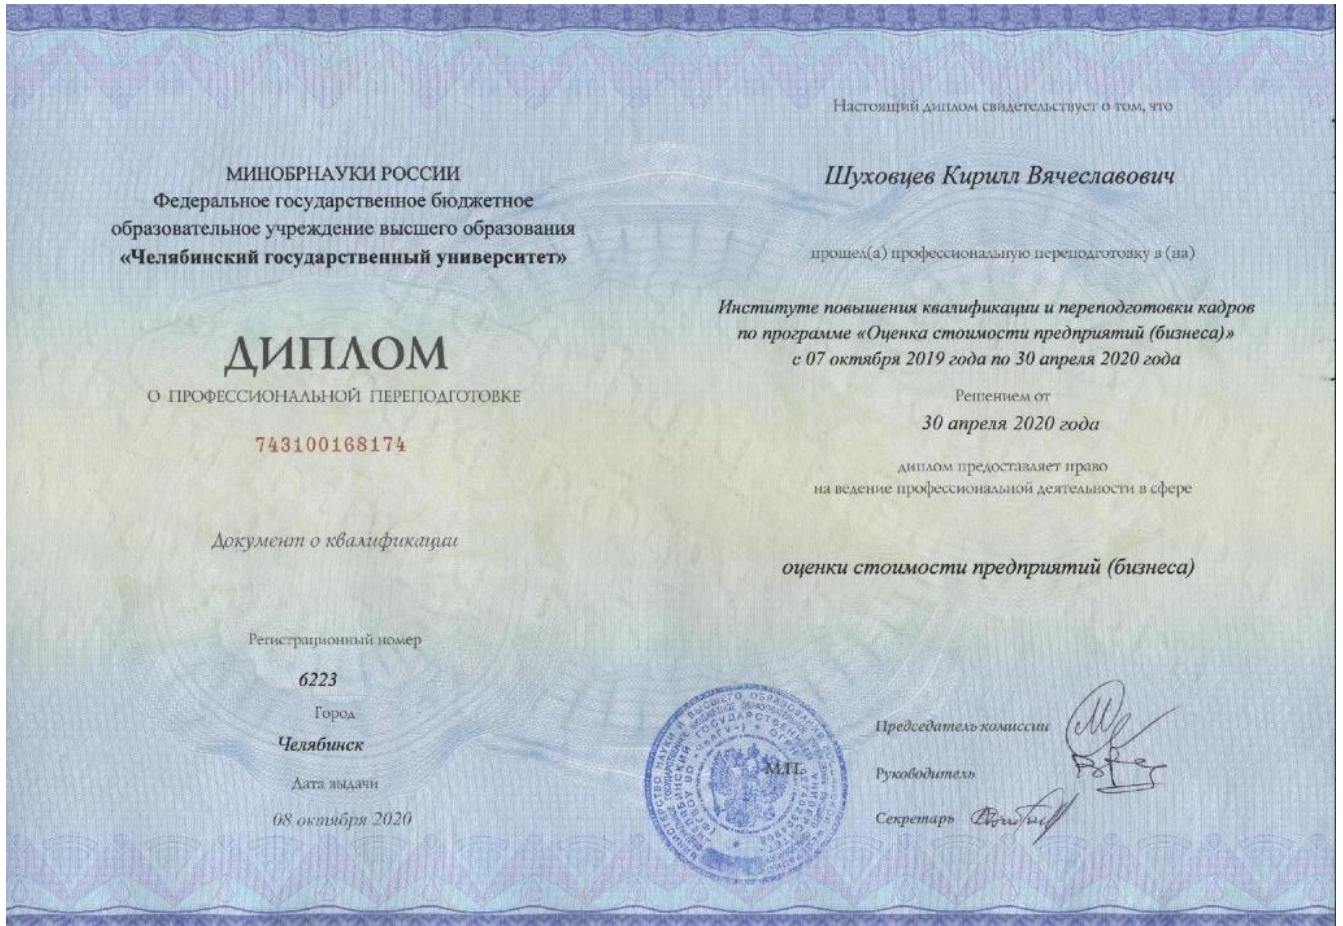 МИНОБРНАУКИ РОССИИ
Федеральное государственное бюджетное
образовательное учреждение высшего образования
«Челябинский государственный университет»
ДИПЛОМ
О ПРОФЕССИОНАЛЬНОЙ ПЕРЕПОДГОТОВКЕ
743100168174
Документ о квалификации
Регистрационный номер
6223
Город
Челябинск
Дата выдачи
08 октября 2020
Настоящий диплом свидетельствует о том, что
Шуховцев Кирилл Вячеславович
прошел(а) профессиональную переподготовку в (на)
Институте повышения квалификации и переподготовки кадров
по программе «Оценка стоимости предприятий (бизнеса)»
с 07 октября 2019 года по 30 апреля 2020 года
Решением от
30 апреля 2020 года
диплом предоставляет право
на ведение профессиональной деятельности в сфере
оценки стоимости предприятий (бизнеса)
М.П.
Председатель комиссии
Руководитель
Секретарь